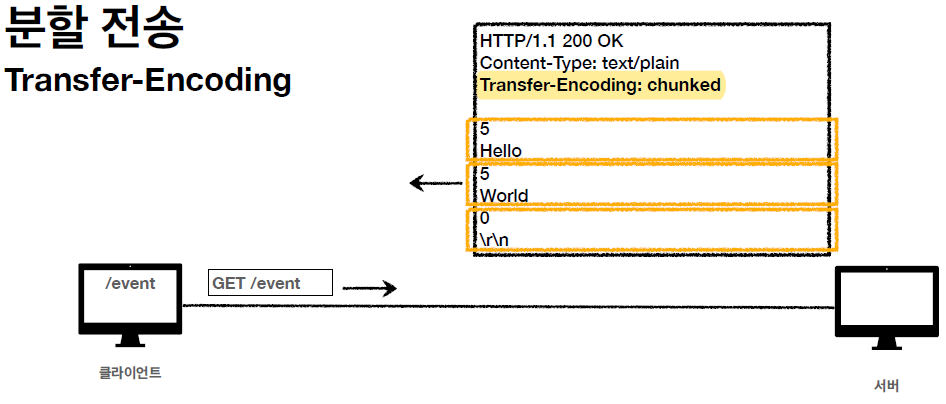 분할 전송
Transfer-Encoding
HTTP/1.1 200 OK
Content-Type: text/plain
Transfer-Encoding: chunked
5
Hello
5
World
0
\r\n
/event
GET /event
클라이언트
서버